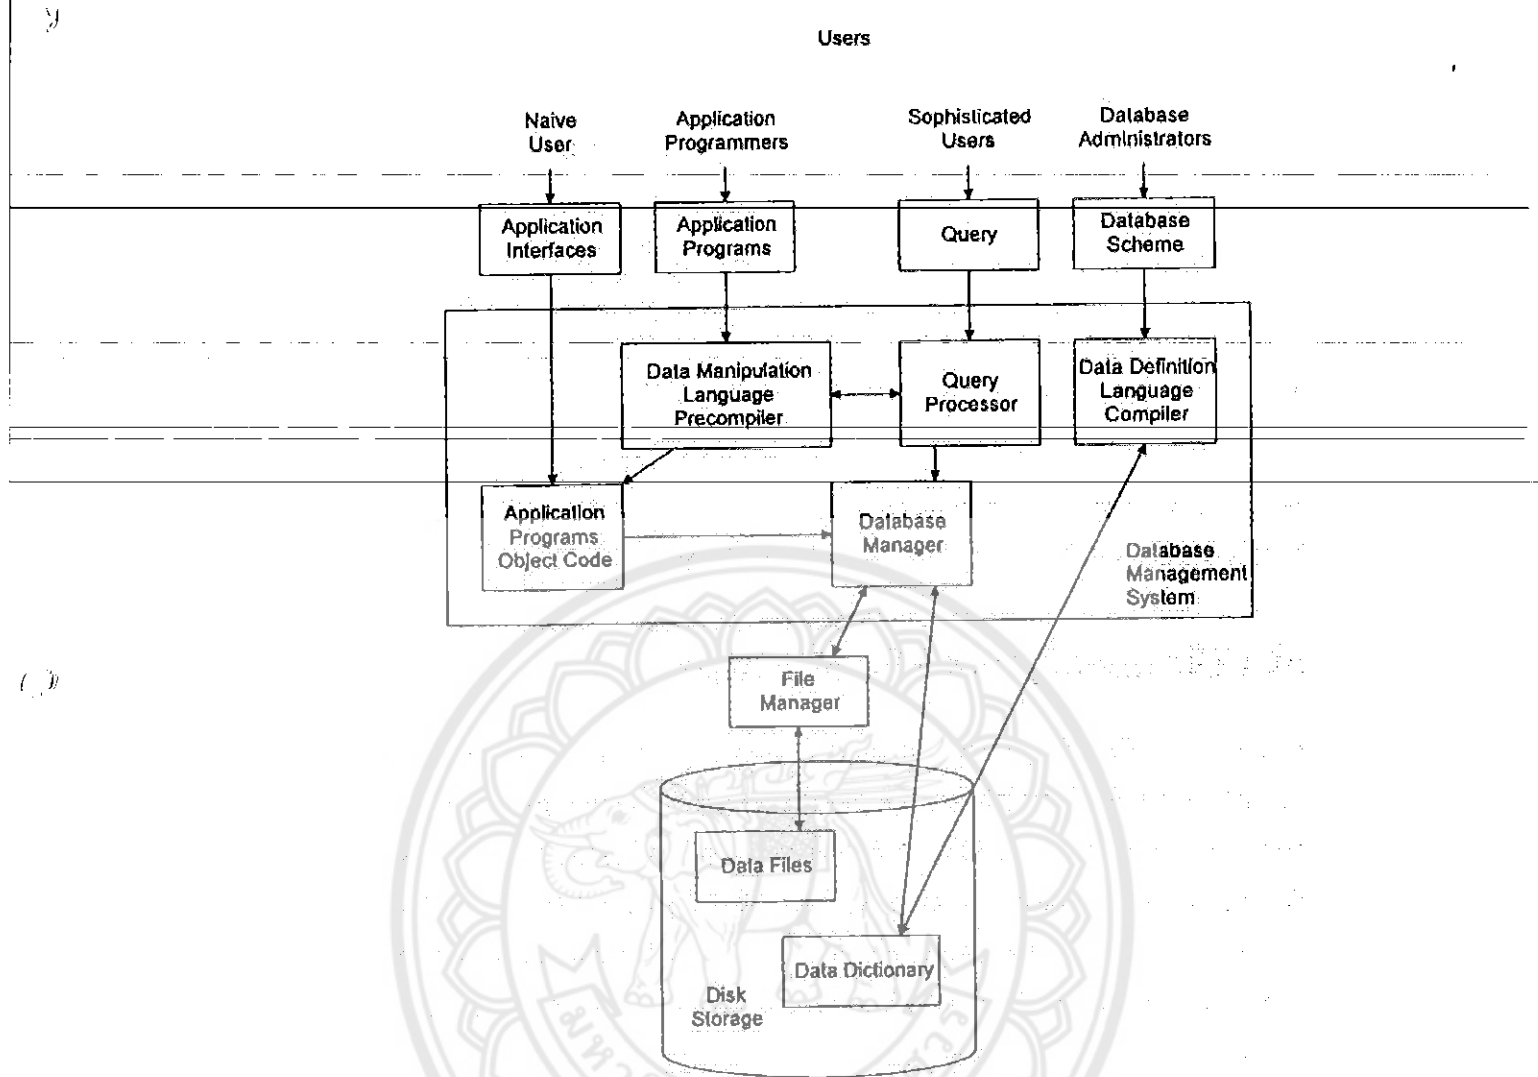 Users
Naive
User
Application
Programmers
Sophisticated
Users
Database
Administrators
Application
Interfaces
Application
Programs
Query
Database
Scheme
Data Manipulation
Language
Precompiler
Query
Processor
Data Definition
Language
Compiler
Application
Programs
Object Code
Database
Manager
Database
Management
System
File
Manager
Data Files
Data Dictionary
Disk
Storage